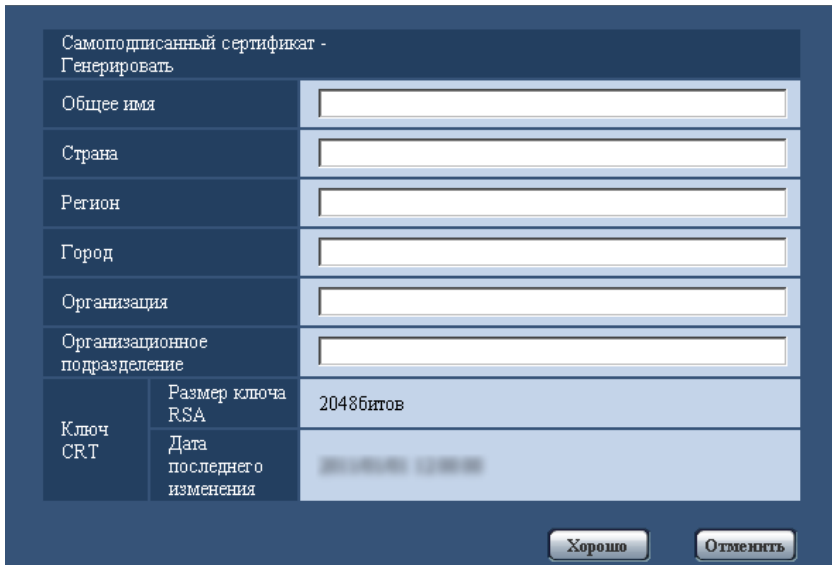 Самоподписанный сертификат -
Генерировать
Общее имя
Страна
Регион
Город
Организация
Организационное
подразделение
Ключ
CRT
Размер ключа
RSA
2048битов
Дата
последнего
изменения
Хорошо
Отменить